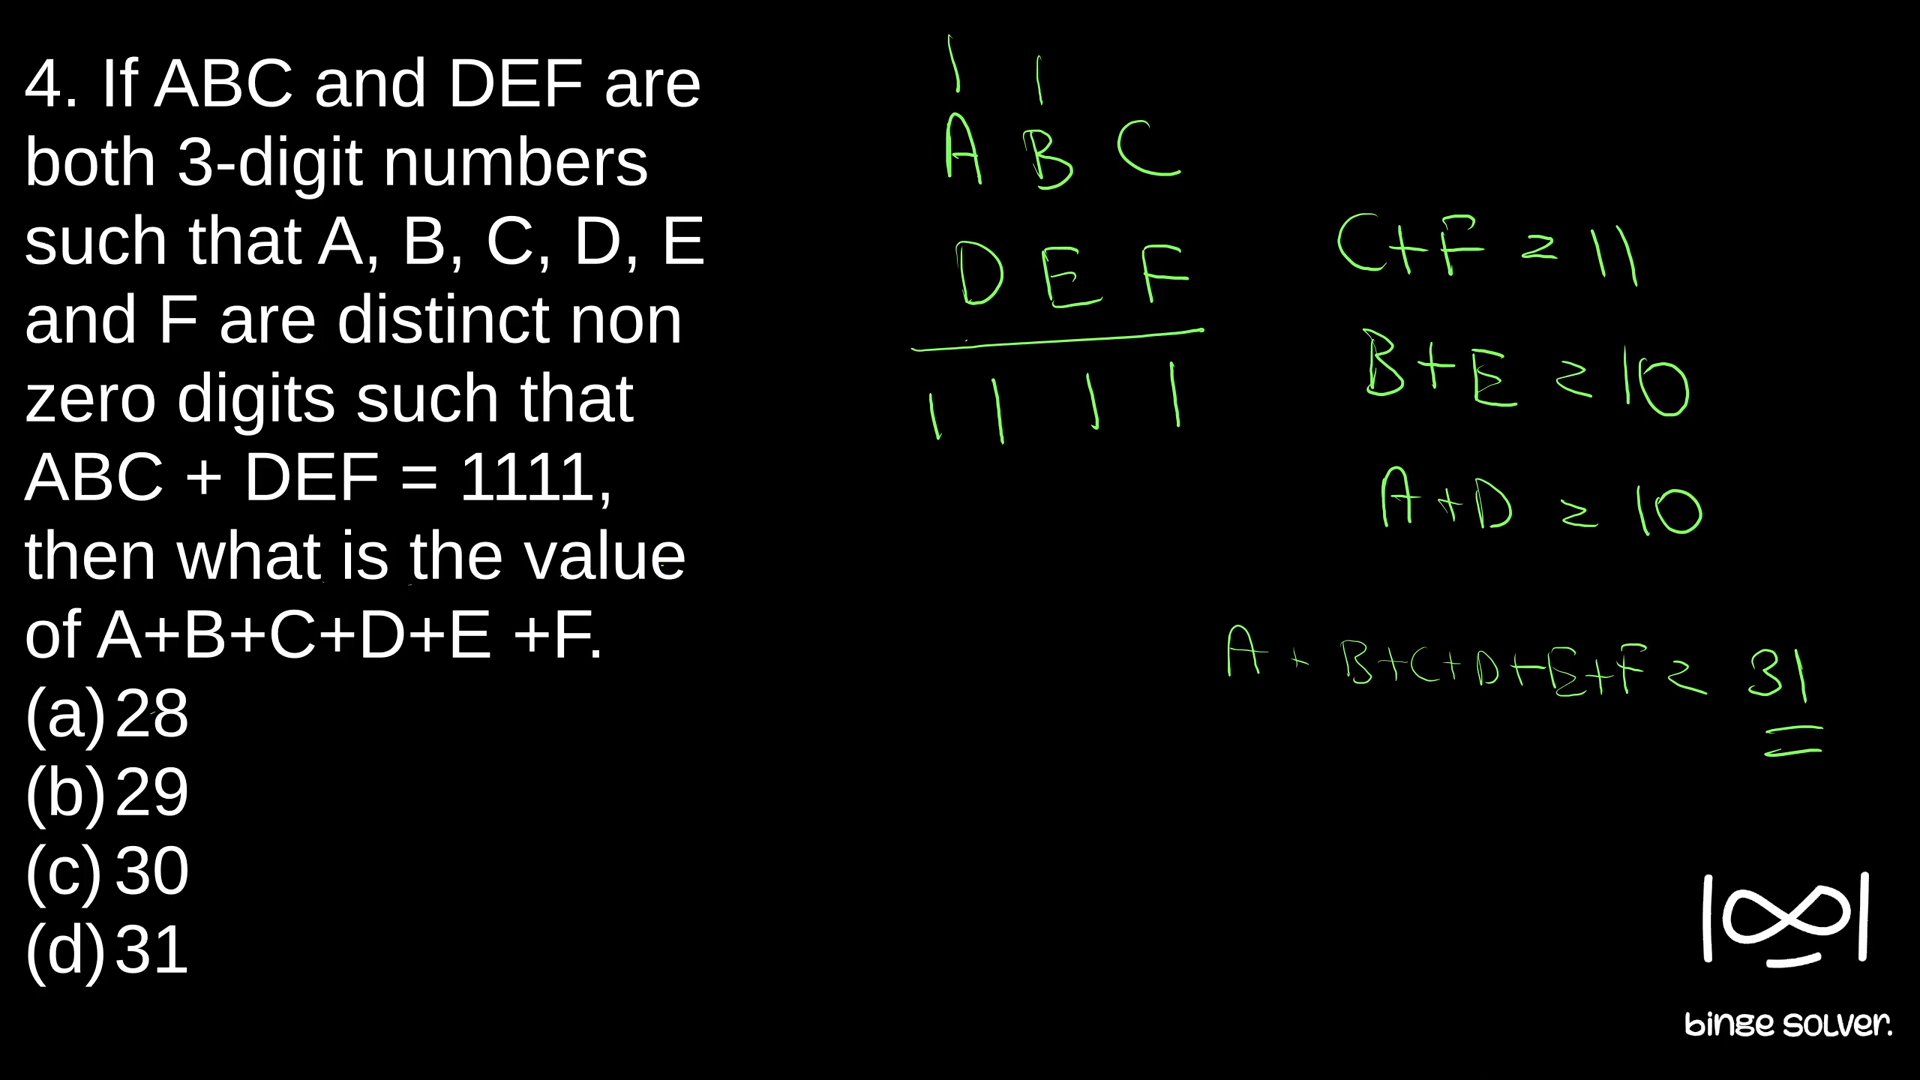 4. If ABC and DEF are
both 3-digit numbers
such that A, B, C, D, E
and F are distinct non
zero digits such that
ABC + DEF = 1111,
then what is the value
of A+B+C+D+E +F.
(a) 28
(b) 29
(c) 30
(d) 31
1 1
A B C
D E F
1 1 1 1
C+F = 11
B+E = 10
A+D = 10
A + B+C+D+E+F = 31
binge solver.